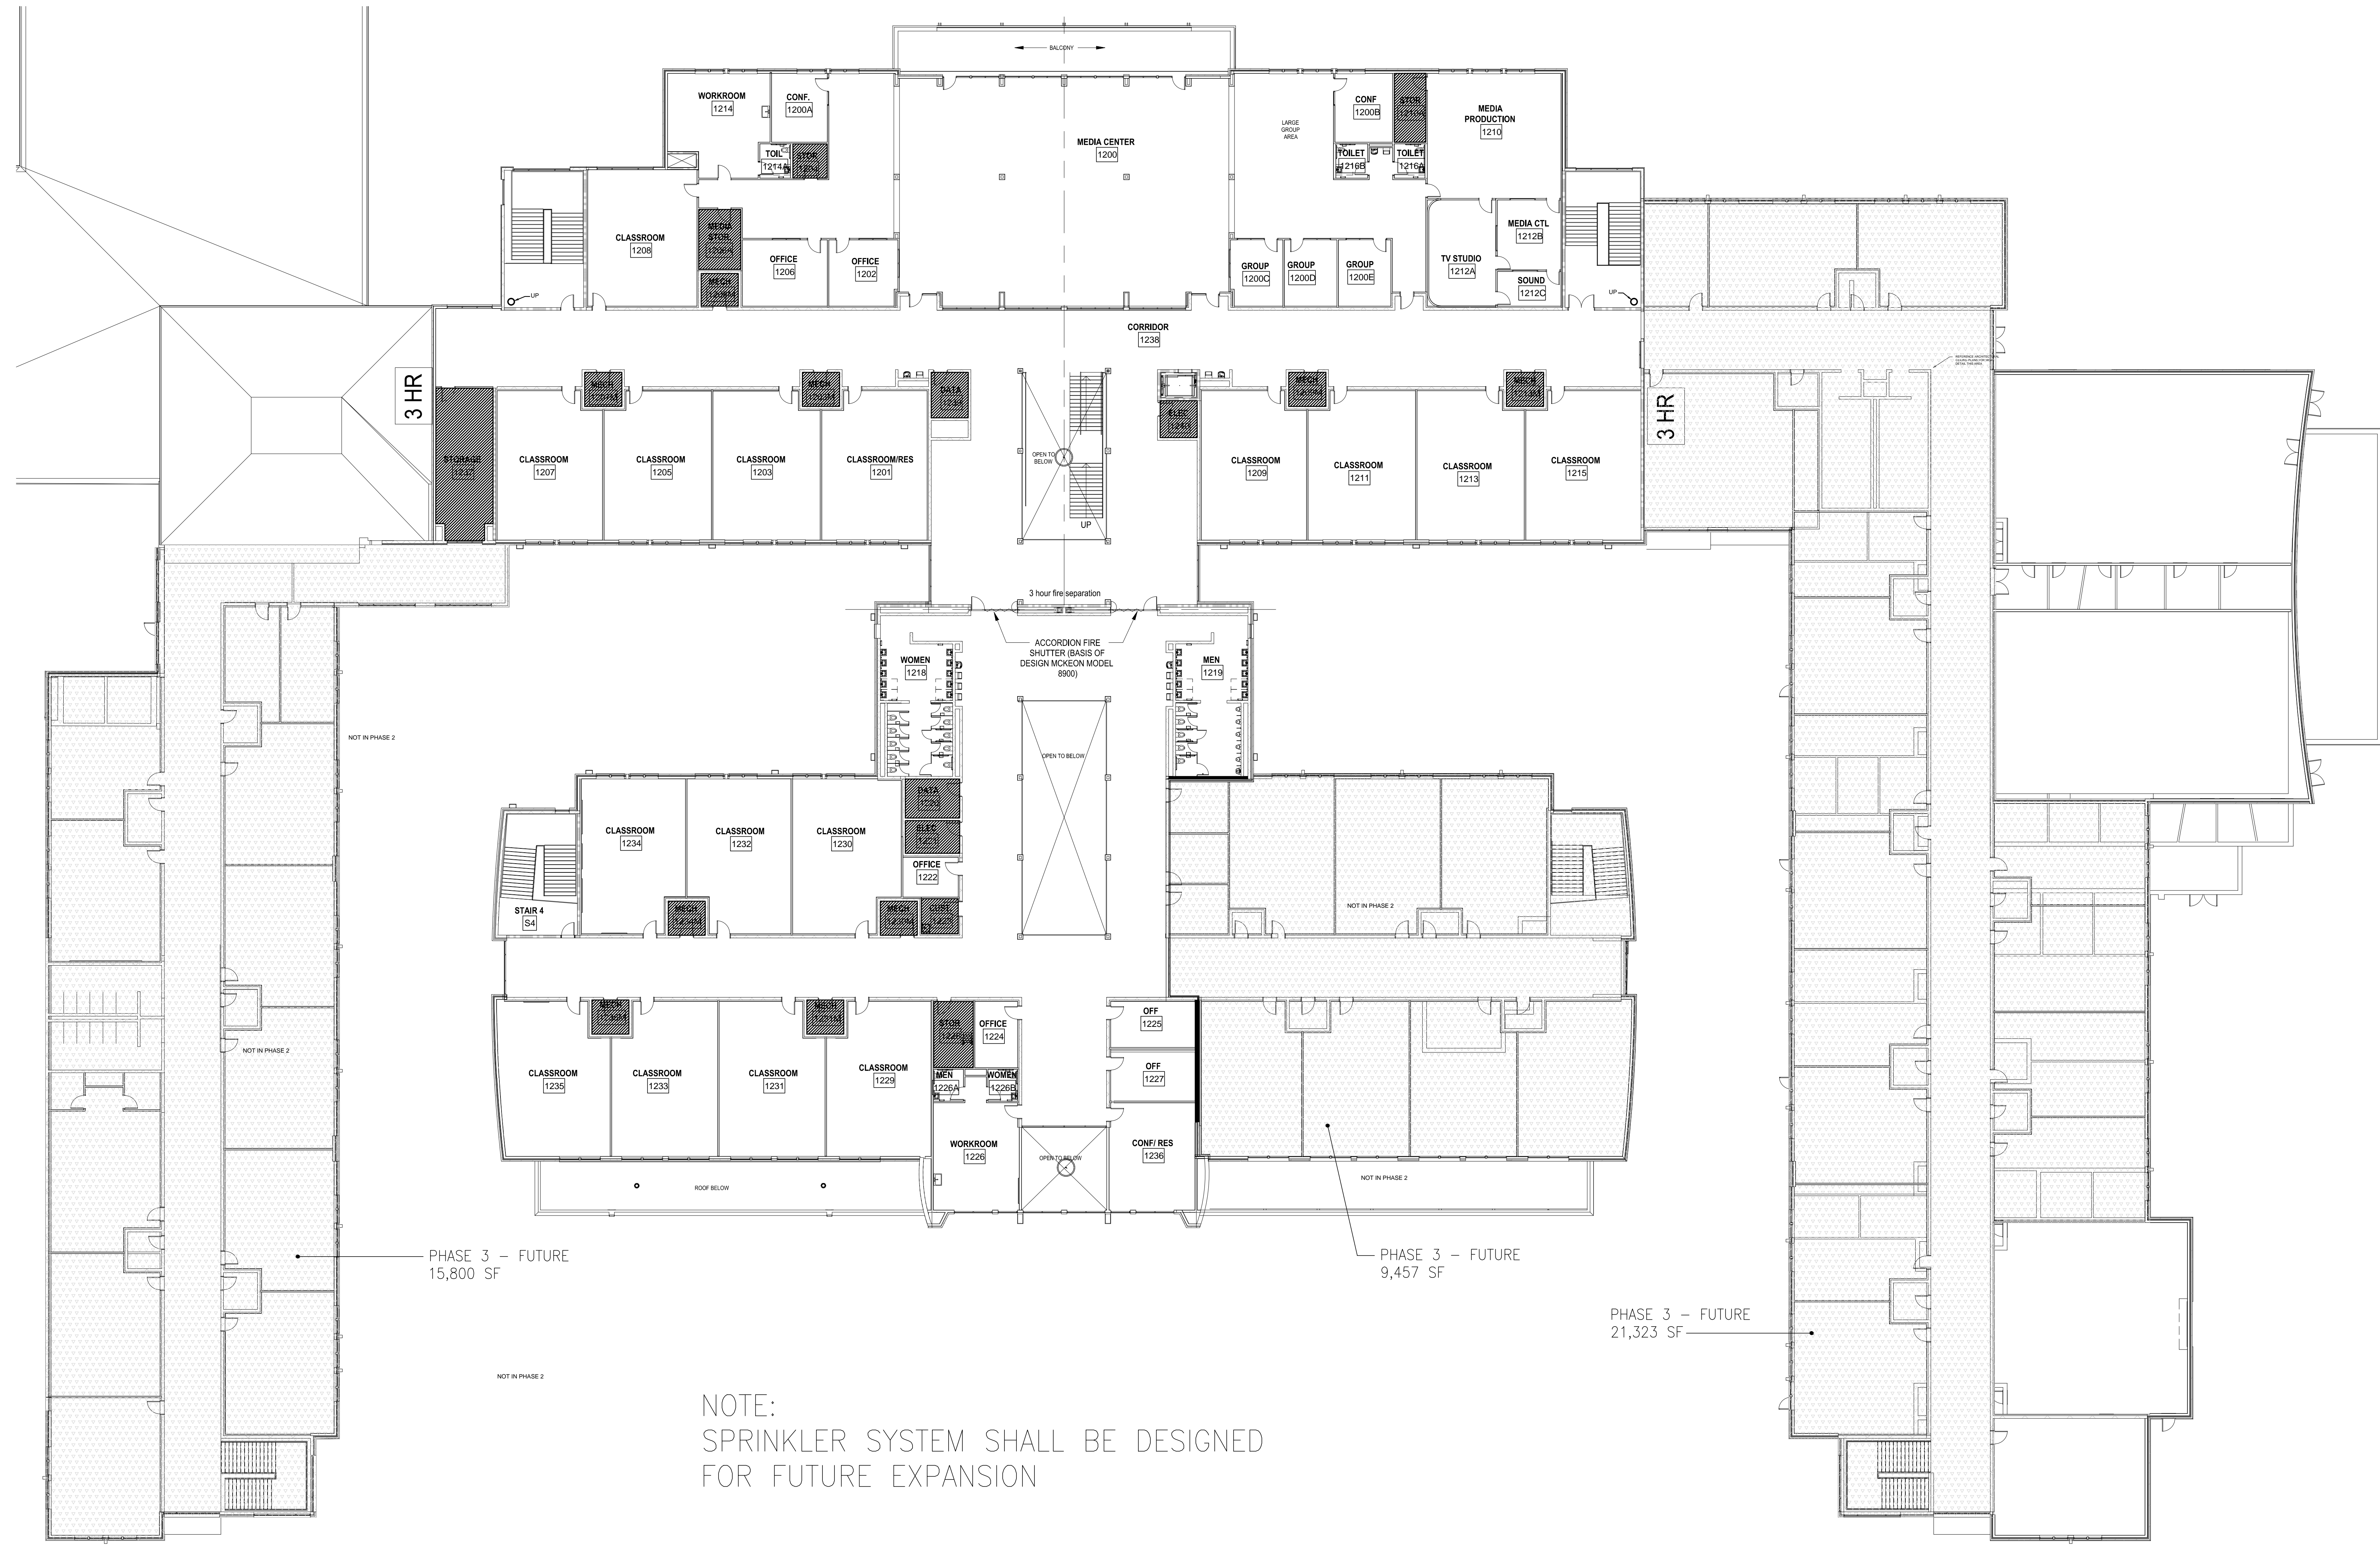 BALCONY
WORKROOM
1214
CONF.
1200A
CONF
1200B
STOR
MEDIA
PRODUCTION
1210
LARGE
GROUP
AREA
MEDIA CENTER
1200
TOIL
1214A
STOR
TOILET
1216B
TOILET
1216A
CLASSROOM
1208
MEDIA
STOR.
OFFICE
1206
OFFICE
1202
MECH
GROUP
1200C
GROUP
1200D
GROUP
1200E
TV STUDIO
1212A
MEDIA CTL
1212B
SOUND
1212C
UP
UP
CORRIDOR
1238
3 HR
MECH
MECH
DATA
ELEC
MECH
MECH
3 HR
STORAGE
CLASSROOM
1207
CLASSROOM
1205
CLASSROOM
1203
CLASSROOM/RES
1201
OPEN TO
BELOW
UP
CLASSROOM
1209
CLASSROOM
1211
CLASSROOM
1213
CLASSROOM
1215
3 hour fire separation
ACCORDION FIRE
SHUTTER (BASIS OF
DESIGN MCKEON MODEL
8900)
WOMEN
1218
MEN
1219
NOT IN PHASE 2
OPEN TO BELOW
CLASSROOM
1234
CLASSROOM
1232
CLASSROOM
1230
DATA
ELEC
OFFICE
1222
STAIR 4
S4
MECH
MECH
NOT IN PHASE 2
MECH
MECH
STOR
OFFICE
1224
OFF
1225
NOT IN PHASE 2
CLASSROOM
1235
CLASSROOM
1233
CLASSROOM
1231
CLASSROOM
1229
MEN
1226A
WOMEN
1226B
OFF
1227
WORKROOM
1226
OPEN TO BELOW
CONF/ RES
1236
ROOF BELOW
NOT IN PHASE 2
PHASE 3 – FUTURE
15,800 SF
PHASE 3 – FUTURE
9,457 SF
PHASE 3 – FUTURE
21,323 SF
NOT IN PHASE 2
NOTE:
SPRINKLER SYSTEM SHALL BE DESIGNED
FOR FUTURE EXPANSION